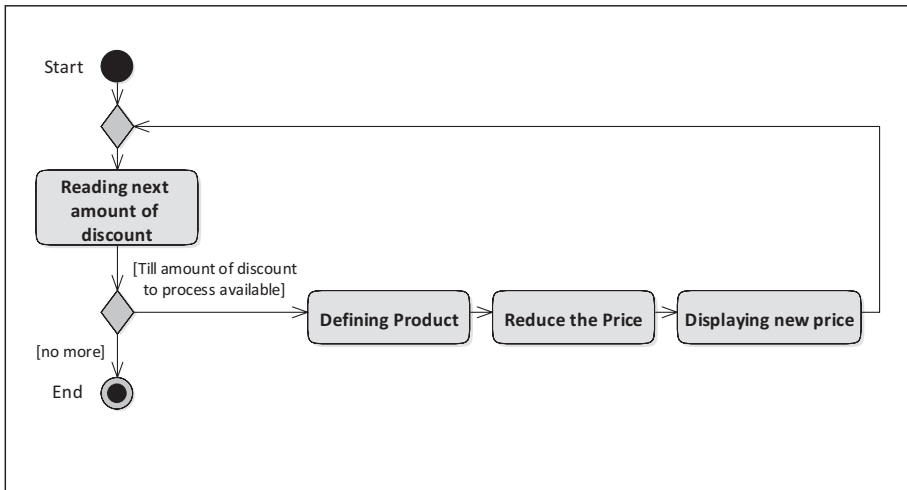 Start
Reading next
amount of
discount
[Till amount of discount
to process available]
Defining Product
Reduce the Price
Displaying new price
[no more]
End